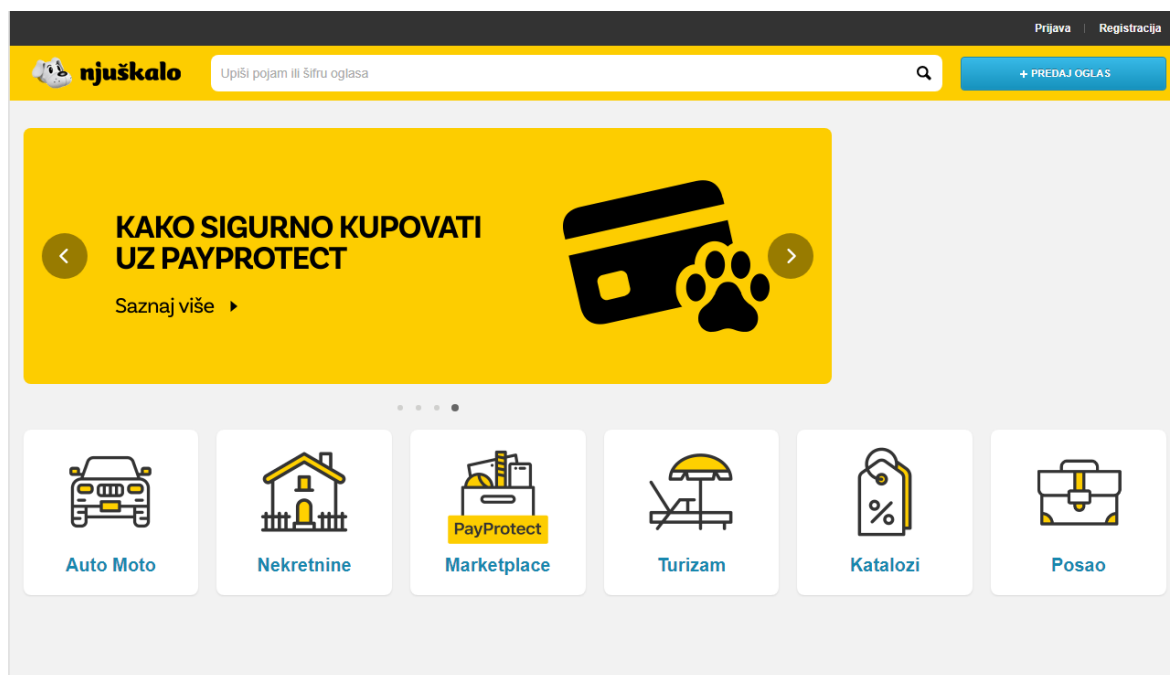 Prijava
Registracija
njuškalo
Upiši pojam ili šifru oglasa
+ PREDAJ OGLAS
KAKO SIGURNO KUPOVATI
UZ PAYPROTECT
Saznaj više
%
PayProtect
Auto Moto
Nekretnine
Marketplace
Turizam
Katalozi
Posao